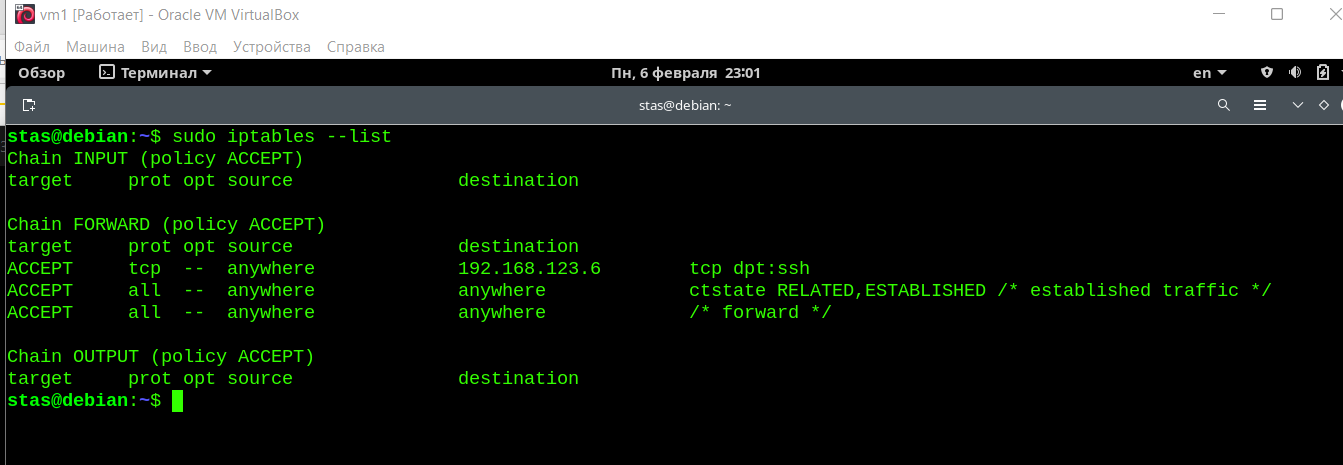 vm1 [Работает] - Oracle VM VirtualBox
Файл Машина Вид Ввод Устройства Справка
Обзор Терминал Пн, 6 февраля 23:01 en
stas@debian: ~
stas@debian:~$ sudo iptables --list
Chain INPUT (policy ACCEPT)
target     prot opt source               destination

Chain FORWARD (policy ACCEPT)
target     prot opt source               destination
ACCEPT     tcp  --  anywhere             192.168.123.6        tcp dpt:ssh
ACCEPT     all  --  anywhere             anywhere             ctstate RELATED,ESTABLISHED /* established traffic */
ACCEPT     all  --  anywhere             anywhere             /* forward */

Chain OUTPUT (policy ACCEPT)
target     prot opt source               destination
stas@debian:~$